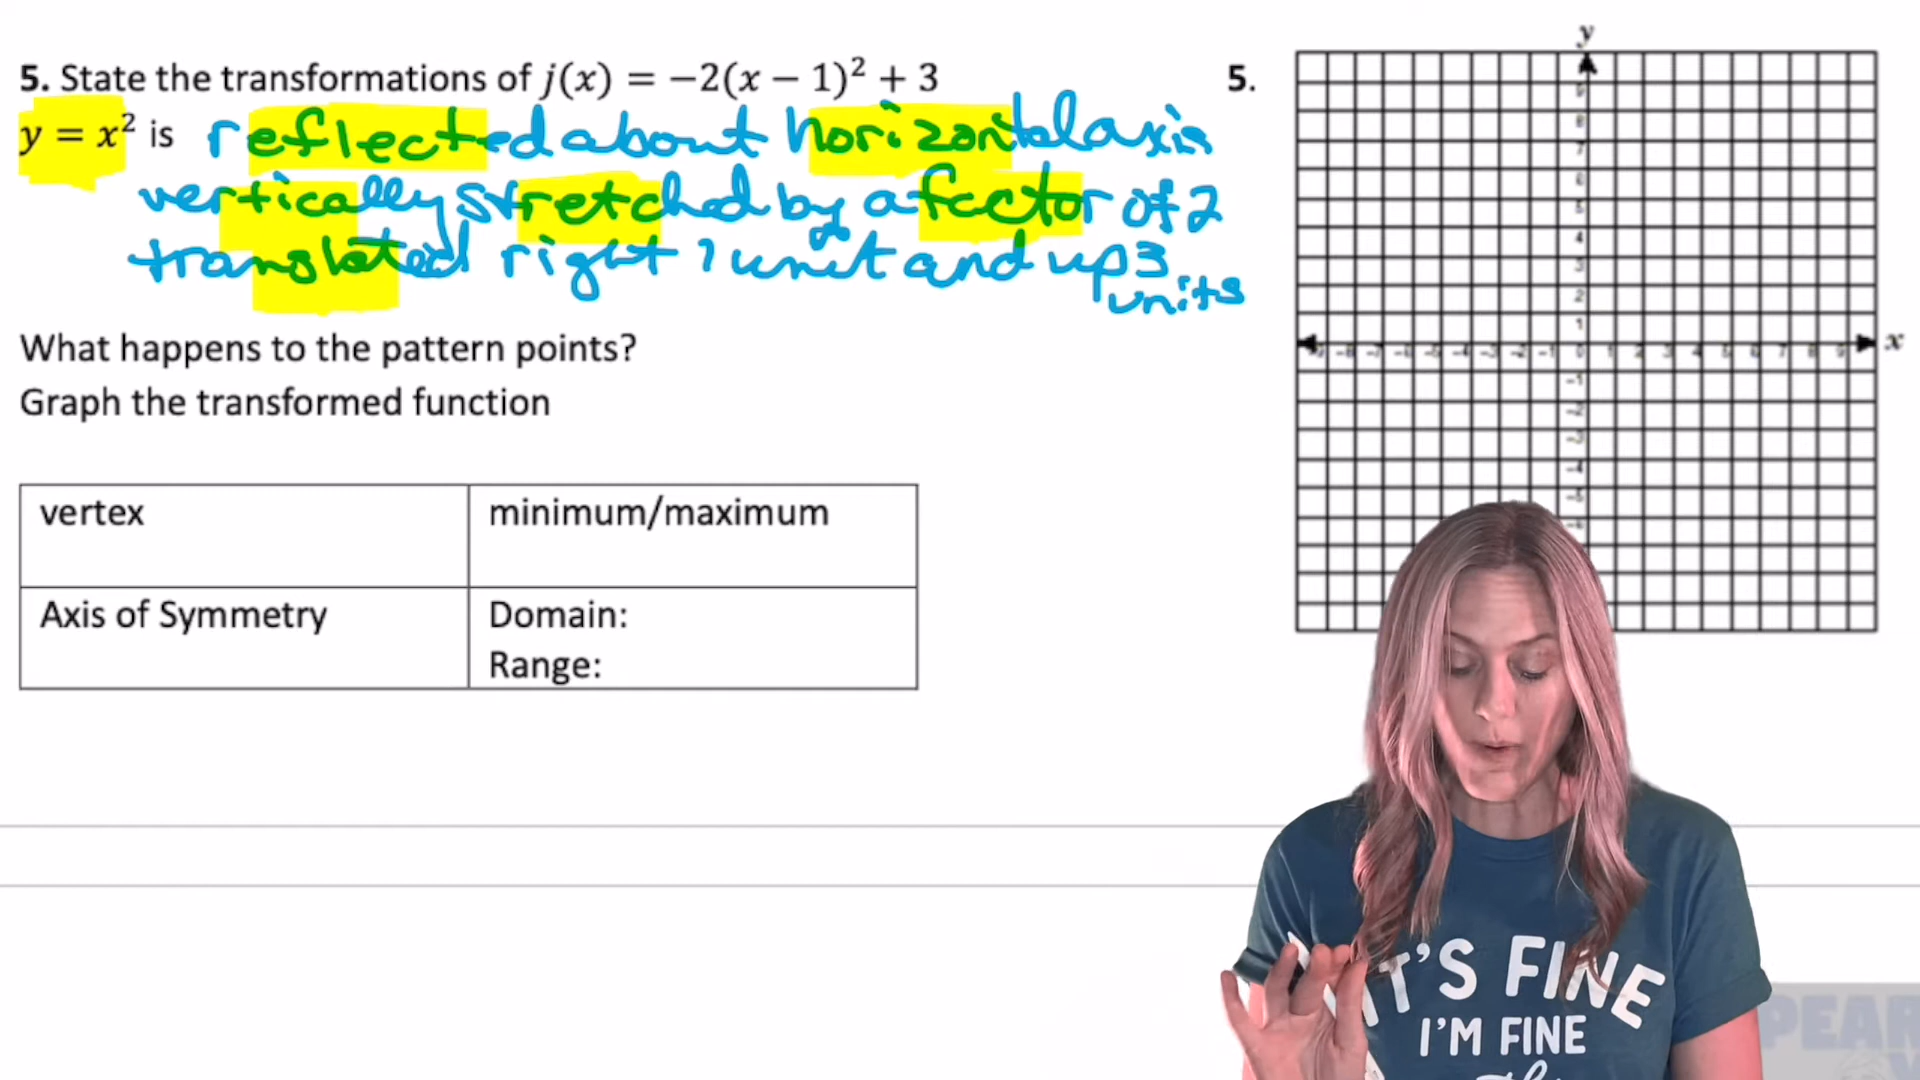 5. State the transformations of j(x) = −2(x − 1)² + 3
y = x² is reflected about horizontal axis
vertically stretched by a factor of 2
translated right 1 unit and up 3
units
What happens to the pattern points?
Graph the transformed function
vertex
minimum/maximum
Axis of Symmetry
Domain:
Range:
5.
y
x
IT'S FINE
I'M FINE
PEAR